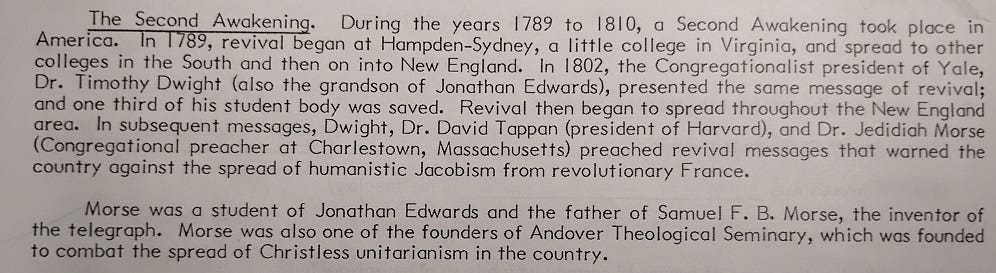 The Second Awakening. During the years 1789 to 1810, a Second Awakening took place in
America. In 1789, revival began at Hampden-Sydney, a little college in Virginia, and spread to other
colleges in the South and then on into New England. In 1802, the Congregationalist president of Yale,
Dr. Timothy Dwight (also the grandson of Jonathan Edwards), presented the same message of revival;
and one third of his student body was saved. Revival then began to spread throughout the New England
area. In subsequent messages, Dwight, Dr. David Tappan (president of Harvard), and Dr. Jedidiah Morse
(Congregational preacher at Charlestown, Massachusetts) preached revival messages that warned the
country against the spread of humanistic Jacobism from revolutionary France.
Morse was a student of Jonathan Edwards and the father of Samuel F. B. Morse, the inventor of
the telegraph. Morse was also one of the founders of Andover Theological Seminary, which was founded
to combat the spread of Christless unitarianism in the country.